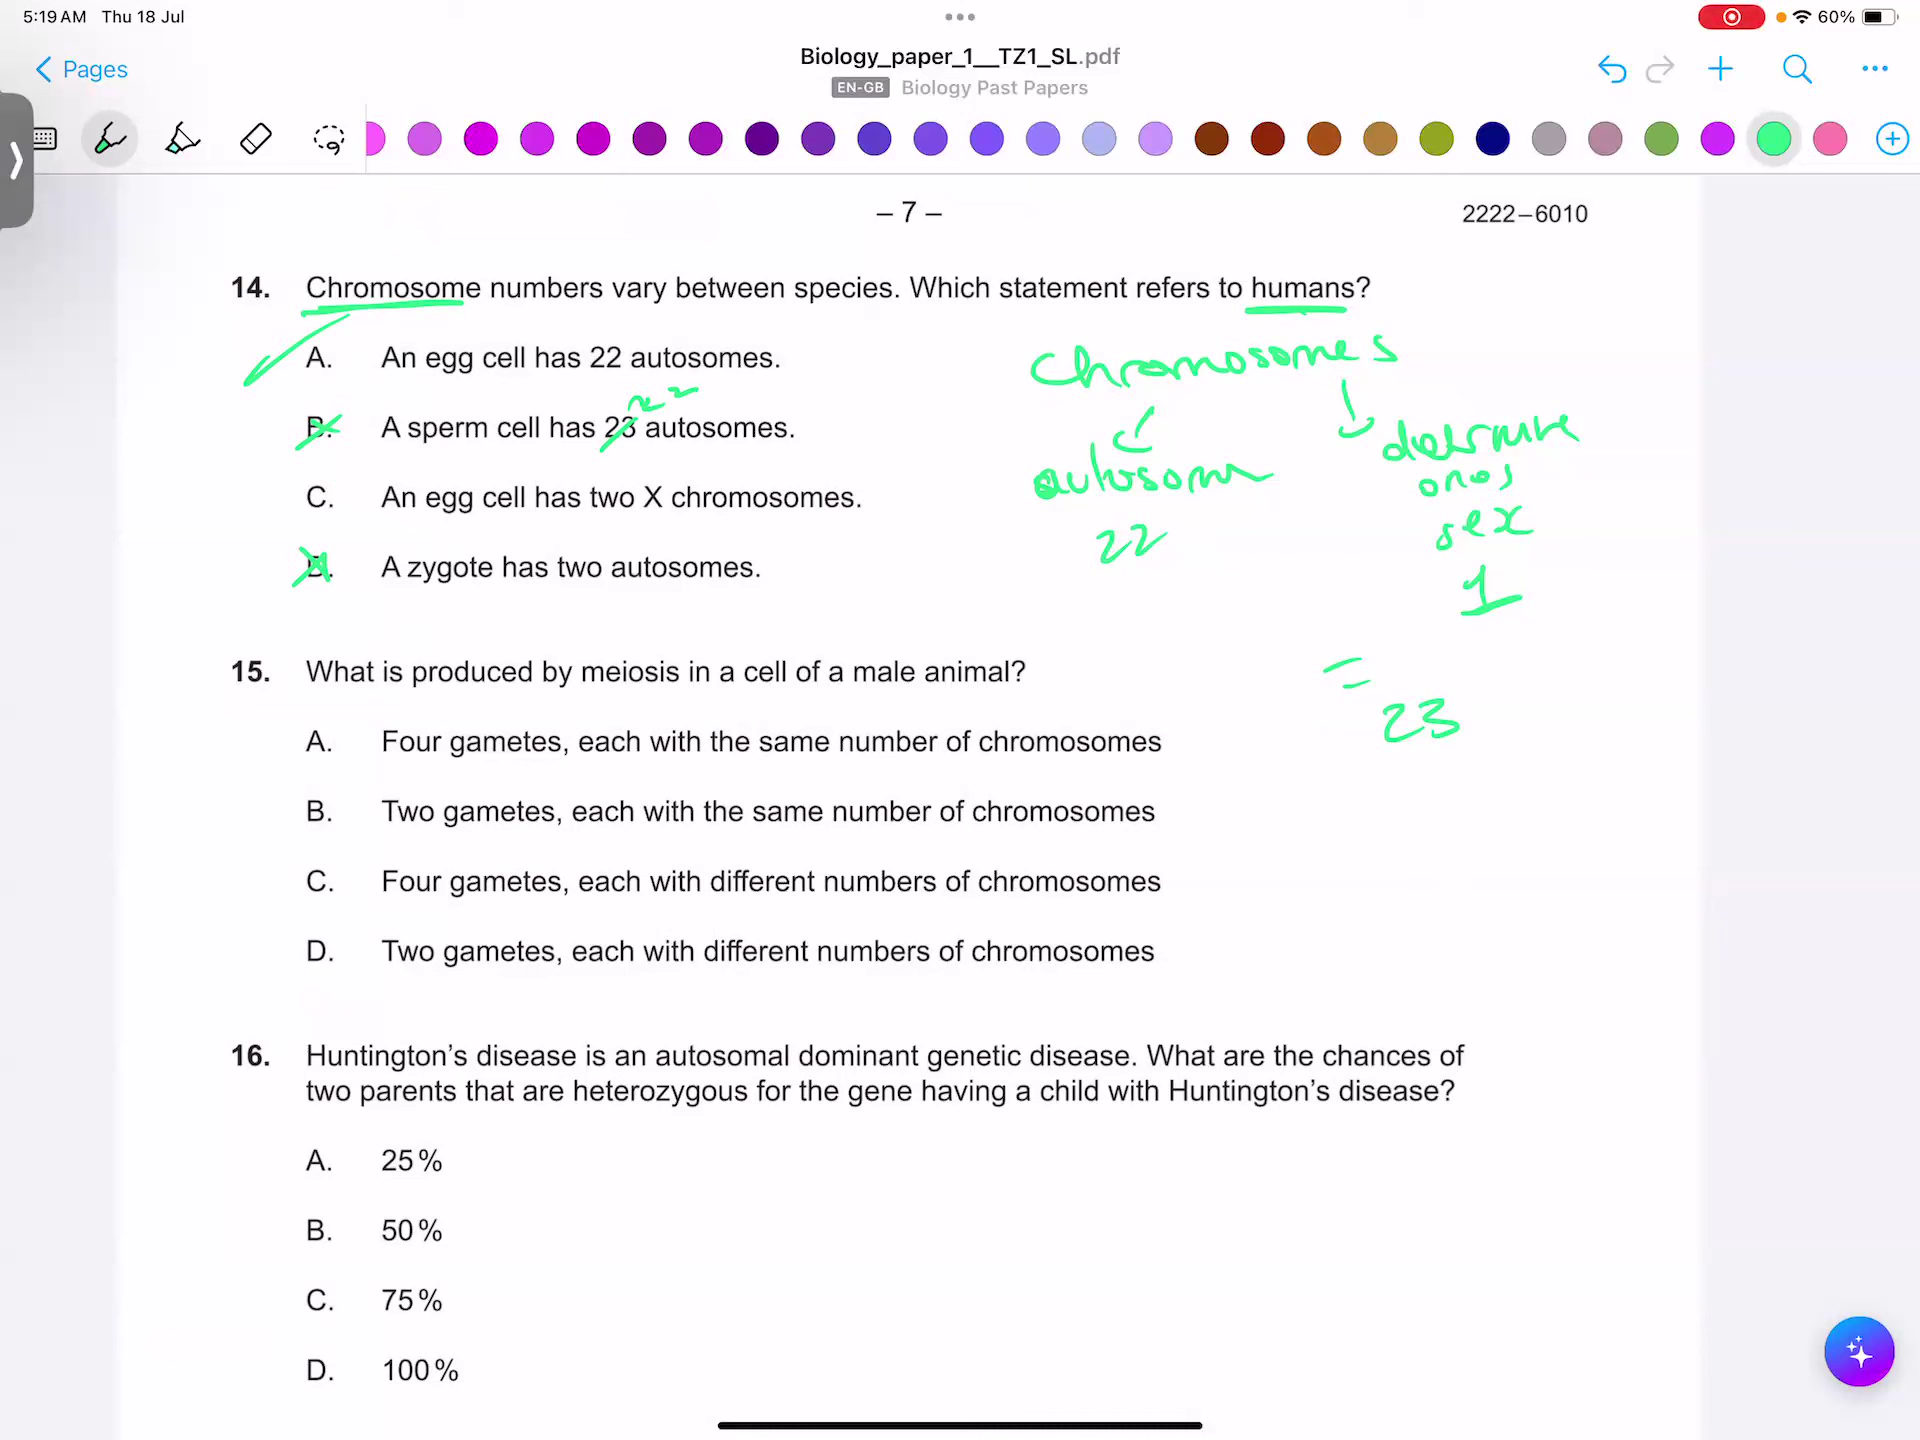 5:19 AM Thu 18 Jul
60%
Pages
Biology_paper_1__TZ1_SL.pdf
EN-GB Biology Past Papers
– 7 –
2222–6010
14. Chromosome numbers vary between species. Which statement refers to humans?
A. An egg cell has 22 autosomes.
22
B. A sperm cell has 23 autosomes.
C. An egg cell has two X chromosomes.
D. A zygote has two autosomes.
chromosomes
autosome
22
determine
ones
sex
1
= 23
15. What is produced by meiosis in a cell of a male animal?
A. Four gametes, each with the same number of chromosomes
B. Two gametes, each with the same number of chromosomes
C. Four gametes, each with different numbers of chromosomes
D. Two gametes, each with different numbers of chromosomes
16. Huntington’s disease is an autosomal dominant genetic disease. What are the chances of
two parents that are heterozygous for the gene having a child with Huntington’s disease?
A. 25 %
B. 50 %
C. 75 %
D. 100 %